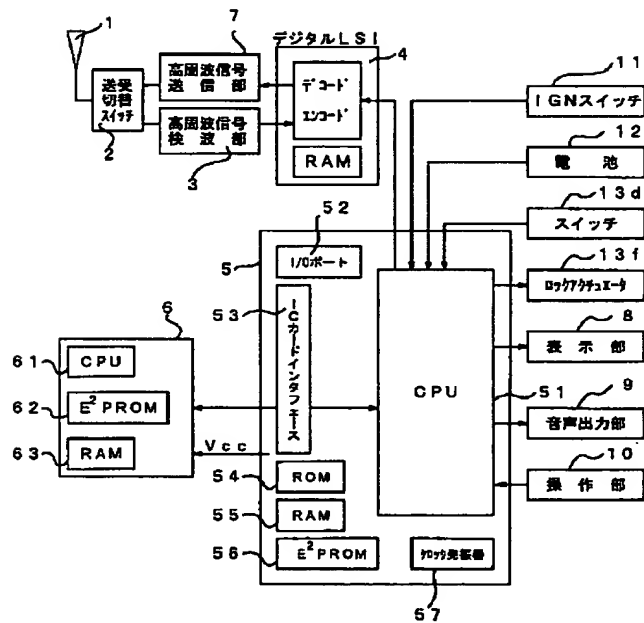 1
7
デジタルLSI
4
送受
切替
スイッチ
2
高周波信号
送信部
高周波信号
検波部
3
デコード
エンコード
RAM
11
IGNスイッチ
12
電池
13d
スイッチ
13f
ロックアクチュエータ
8
表示部
9
音声出力部
10
操作部
52
5
I/Oポート
53
ICカードインタフェース
CPU
51
6
61
CPU
62
E²PROM
63
RAM
Vcc
54
ROM
55
RAM
56
E²PROM
クロック発振器
57